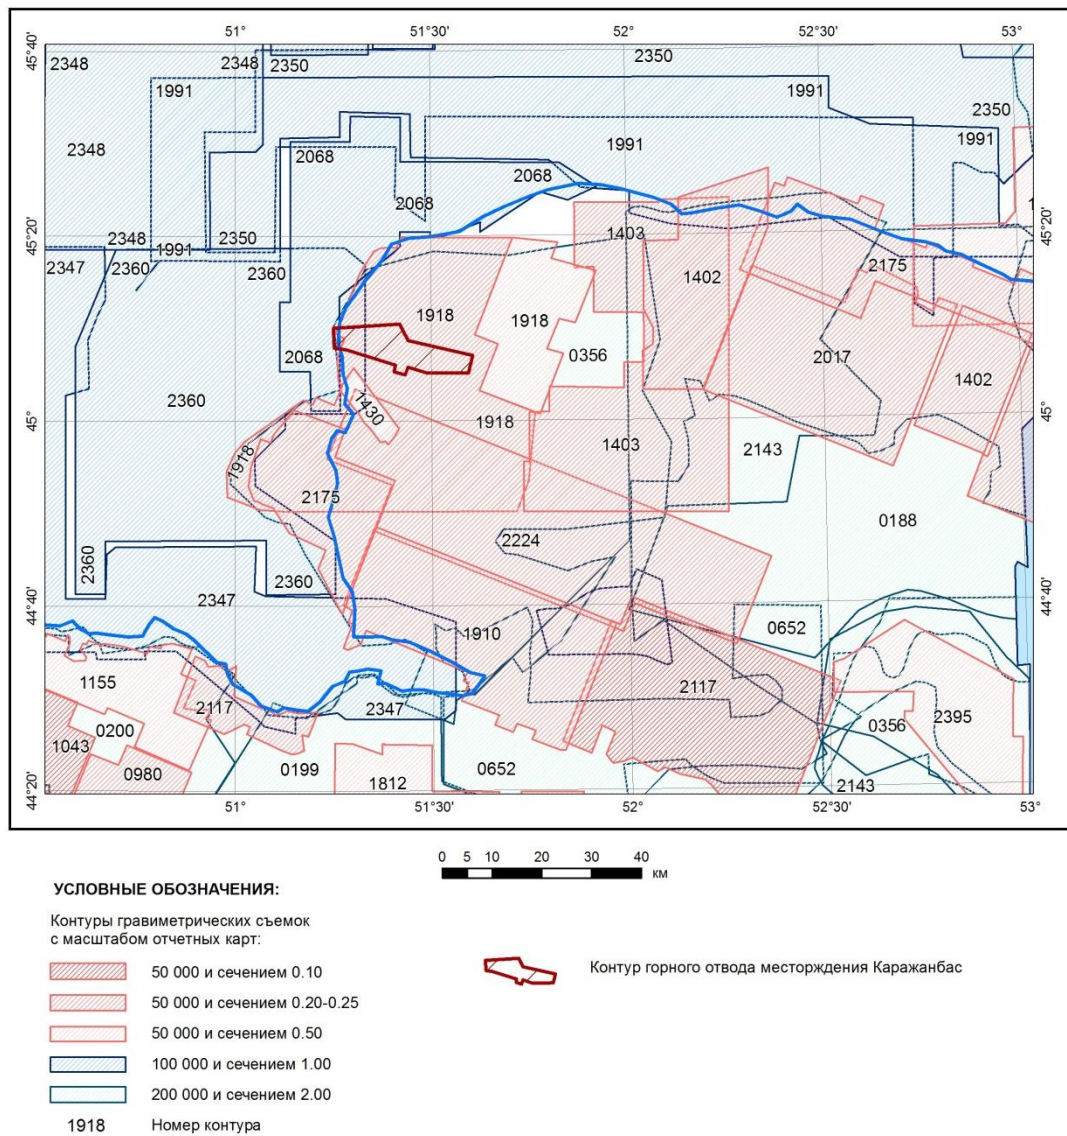 51° 51°30' 52° 52°30' 53°
45°40'
2348 2348 2350 2350
1991 1991 2350
2348 1991 1991
2068
2068 2068
45°20' 2348 2350 1403 45°20'
2347 2360 1991 2360 2175
1402
1918 1918
2068 0356 2017
1402
2360
1430
45° 1918 1403 2143 45°
1918
2175
0188
2224
2360 2360
44°40' 2347 44°40'
1910 0652
1155 2117
2117 2347 0356 2395
0200
1043
0980 0199 1812 0652 2143
44°20' 44°20'
51° 51°30' 52° 52°30' 53°
0 5 10 20 30 40
км
УСЛОВНЫЕ ОБОЗНАЧЕНИЯ:
Контуры гравиметрических съемок
с масштабом отчетных карт:
50 000 и сечением 0.10
50 000 и сечением 0.20-0.25
50 000 и сечением 0.50
100 000 и сечением 1.00
200 000 и сечением 2.00
1918 Номер контура
Контур горного отвода месторждения Каражанбас